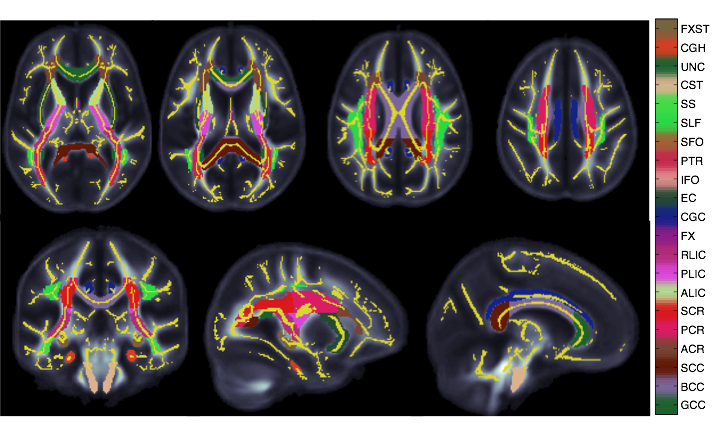 FXST
CGH
UNC
CST
SS
SLF
SFO
PTR
IFO
EC
CGC
FX
RLIC
PLIC
ALIC
SCR
PCR
ACR
SCC
BCC
GCC